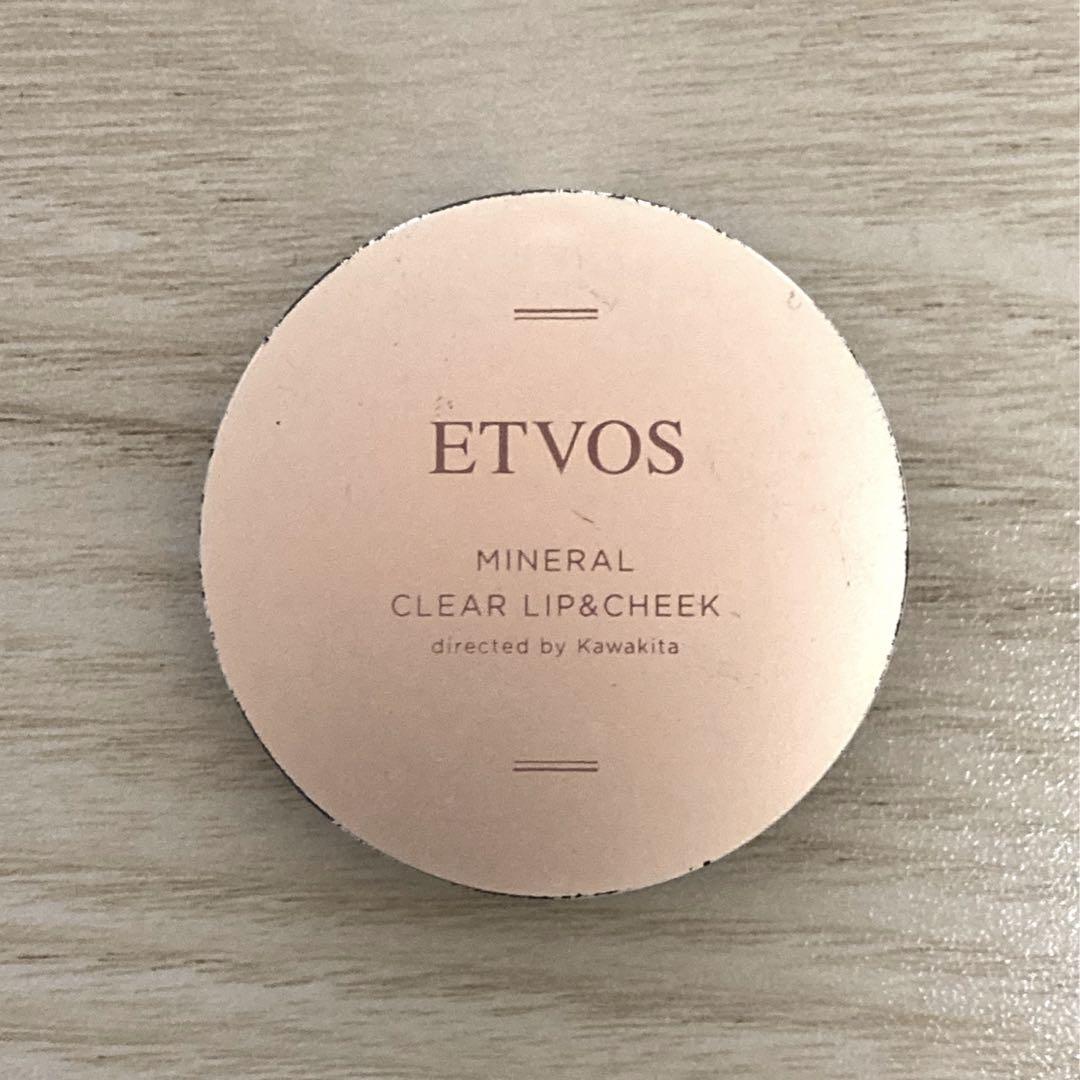 ETVOS
MINERAL
CLEAR LIP&CHEEK
directed by Kawakita